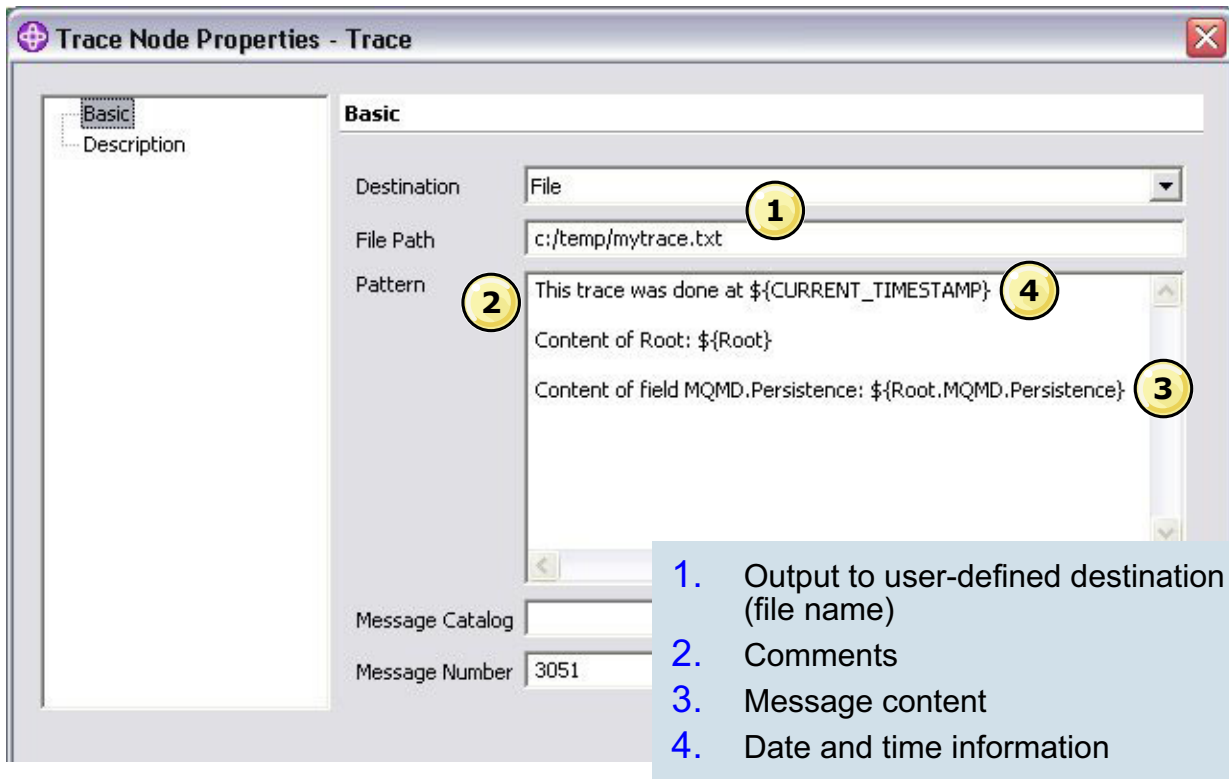 Trace Node Properties - Trace
Basic
Description
Basic
Destination
File
1
File Path
c:/temp/mytrace.txt
Pattern
2
This trace was done at ${CURRENT_TIMESTAMP}
4
Content of Root: ${Root}
Content of field MQMD.Persistence: ${Root.MQMD.Persistence}
3
Message Catalog
Message Number
3051
1. Output to user-defined destination
(file name)
2. Comments
3. Message content
4. Date and time information